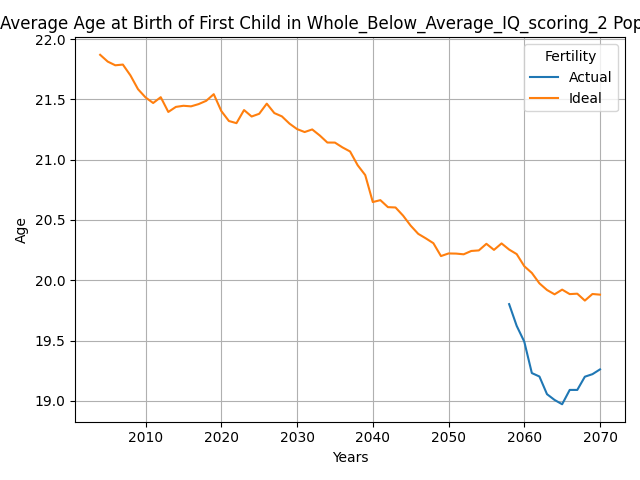 Average Age at Birth of First Child in Whole_Below_Average_IQ_scoring_2 Pop
22.0
21.5
21.0
20.5
20.0
19.5
19.0
Age
Fertility
Actual
Ideal
2010 2020 2030 2040 2050 2060 2070
Years